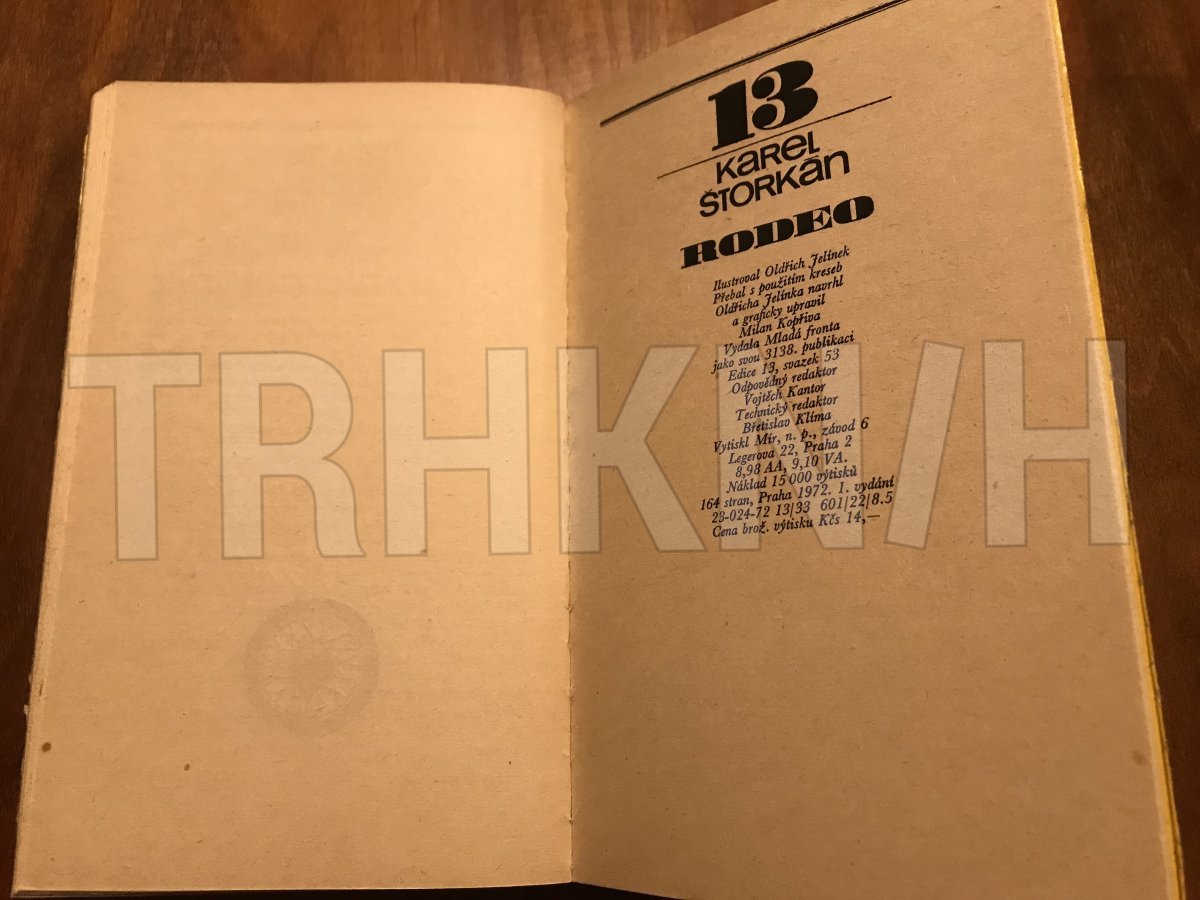 13
Karel
Štorkán
RODEO
Ilustroval Oldřich Jelínek
Přebal s použitím kreseb
Oldřicha Jelínka navrhl
a graficky upravil
Milan Kopřiva
Vydala Mladá fronta
jako svou 3138. publikaci
Edice 13, svazek 53
Odpovědný redaktor
Vojtěch Kantor
Technický redaktor
Břetislav Klíma
Vytiskl Mír, n. p., závod 6
Legerova 22, Praha 2
8,98 AA, 9,10 VA.
Náklad 15 000 výtisků
164 stran, Praha 1972. 1. vydání
23-024-72 13/33 601/22/8.5
Cena brož. výtisku Kčs 14,—
TRHKNIH